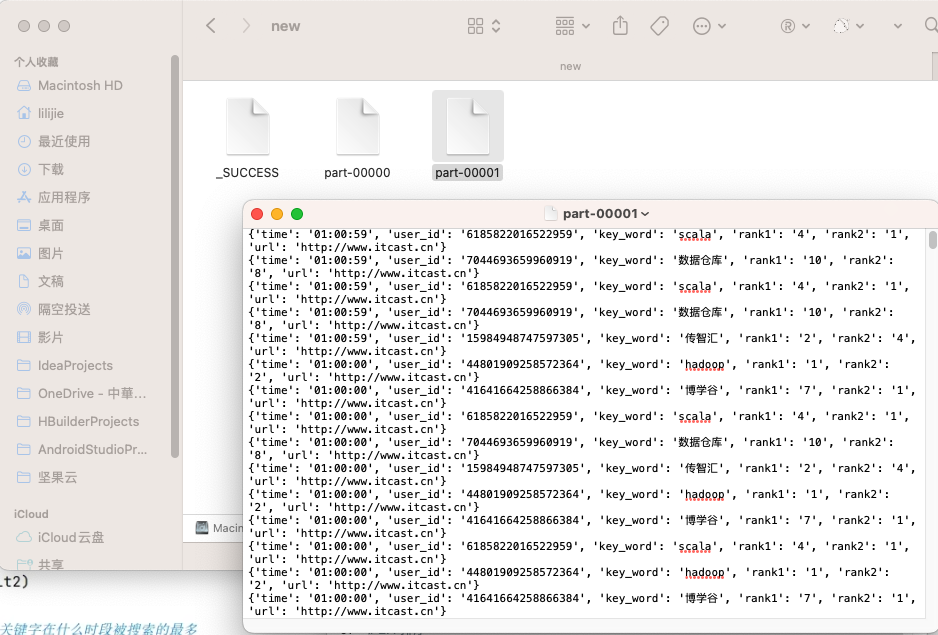 new
new
个人收藏
Macintosh HD
lilijie
最近使用
下载
应用程序
桌面
图片
文稿
隔空投送
影片
IdeaProjects
OneDrive - 中華...
HBuilderProjects
AndroidStudioPr...
坚果云
iCloud
iCloud云盘
共享
_SUCCESS
part-00000
part-00001
Macin
part-00001
{'time': '01:00:59', 'user_id': '6185822016522959', 'key_word': 'scala', 'rank1': '4', 'rank2': '1',
'url': 'http://www.itcast.cn'}
{'time': '01:00:59', 'user_id': '7044693659960919', 'key_word': '数据仓库', 'rank1': '10', 'rank2':
'8', 'url': 'http://www.itcast.cn'}
{'time': '01:00:59', 'user_id': '6185822016522959', 'key_word': 'scala', 'rank1': '4', 'rank2': '1',
'url': 'http://www.itcast.cn'}
{'time': '01:00:59', 'user_id': '7044693659960919', 'key_word': '数据仓库', 'rank1': '10', 'rank2':
'8', 'url': 'http://www.itcast.cn'}
{'time': '01:00:59', 'user_id': '15984948747597305', 'key_word': '传智汇', 'rank1': '2', 'rank2': '4',
'url': 'http://www.itcast.cn'}
{'time': '01:00:00', 'user_id': '44801909258572364', 'key_word': 'hadoop', 'rank1': '1', 'rank2':
'2', 'url': 'http://www.itcast.cn'}
{'time': '01:00:00', 'user_id': '41641664258866384', 'key_word': '博学谷', 'rank1': '7', 'rank2': '1',
'url': 'http://www.itcast.cn'}
{'time': '01:00:00', 'user_id': '6185822016522959', 'key_word': 'scala', 'rank1': '4', 'rank2': '1',
'url': 'http://www.itcast.cn'}
{'time': '01:00:00', 'user_id': '7044693659960919', 'key_word': '数据仓库', 'rank1': '10', 'rank2':
'8', 'url': 'http://www.itcast.cn'}
{'time': '01:00:00', 'user_id': '15984948747597305', 'key_word': '传智汇', 'rank1': '2', 'rank2': '4',
'url': 'http://www.itcast.cn'}
{'time': '01:00:00', 'user_id': '44801909258572364', 'key_word': 'hadoop', 'rank1': '1', 'rank2':
'2', 'url': 'http://www.itcast.cn'}
{'time': '01:00:00', 'user_id': '41641664258866384', 'key_word': '博学谷', 'rank1': '7', 'rank2': '1',
'url': 'http://www.itcast.cn'}
{'time': '01:00:00', 'user_id': '6185822016522959', 'key_word': 'scala', 'rank1': '4', 'rank2': '1',
'url': 'http://www.itcast.cn'}
{'time': '01:00:00', 'user_id': '44801909258572364', 'key_word': 'hadoop', 'rank1': '1', 'rank2':
'2', 'url': 'http://www.itcast.cn'}
{'time': '01:00:00', 'user_id': '41641664258866384', 'key_word': '博学谷', 'rank1': '7', 'rank2': '1',
'url': 'http://www.itcast.cn'}
lt2)
关键字在什么时段被搜索的最多